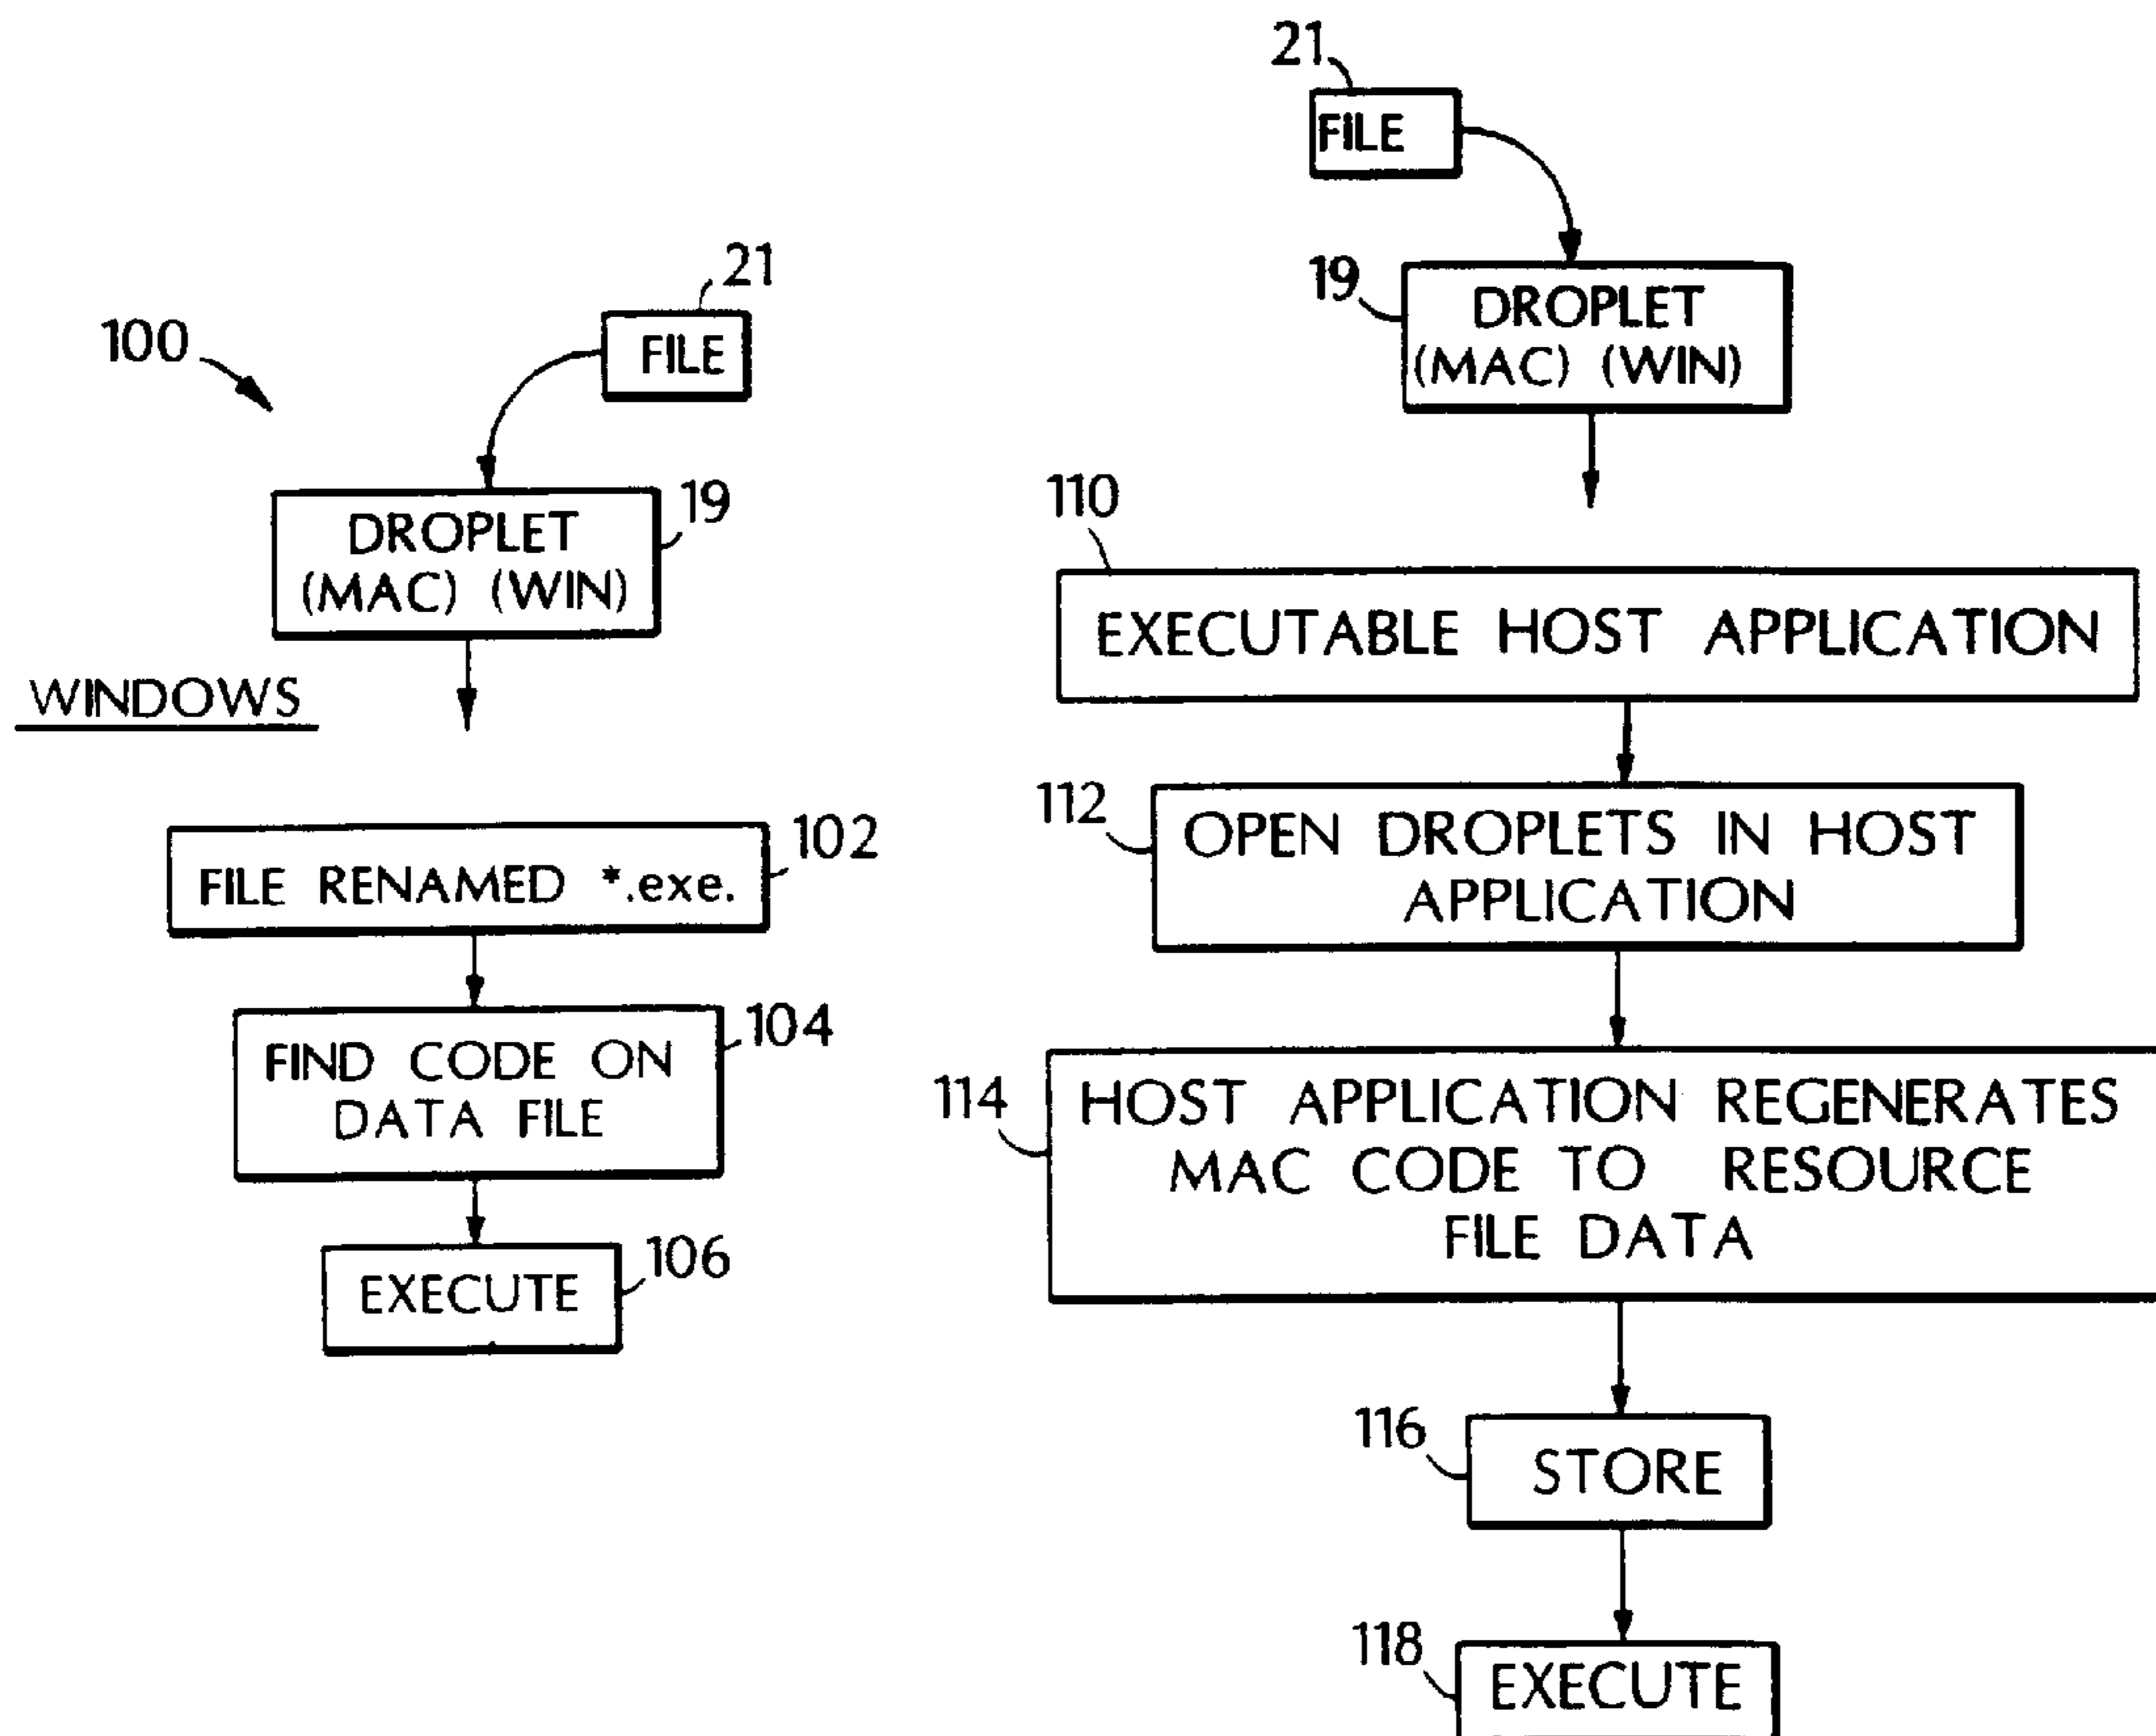 100
21
FILE
DROPLET
(MAC) (WIN)
19
WINDOWS
FILE RENAMED *.exe.
102
FIND CODE ON
DATA FILE
104
EXECUTE
106
21
FILE
19
DROPLET
(MAC) (WIN)
110
EXECUTABLE HOST APPLICATION
112
OPEN DROPLETS IN HOST
APPLICATION
114
HOST APPLICATION REGENERATES
MAC CODE TO RESOURCE
FILE DATA
116
STORE
118
EXECUTE